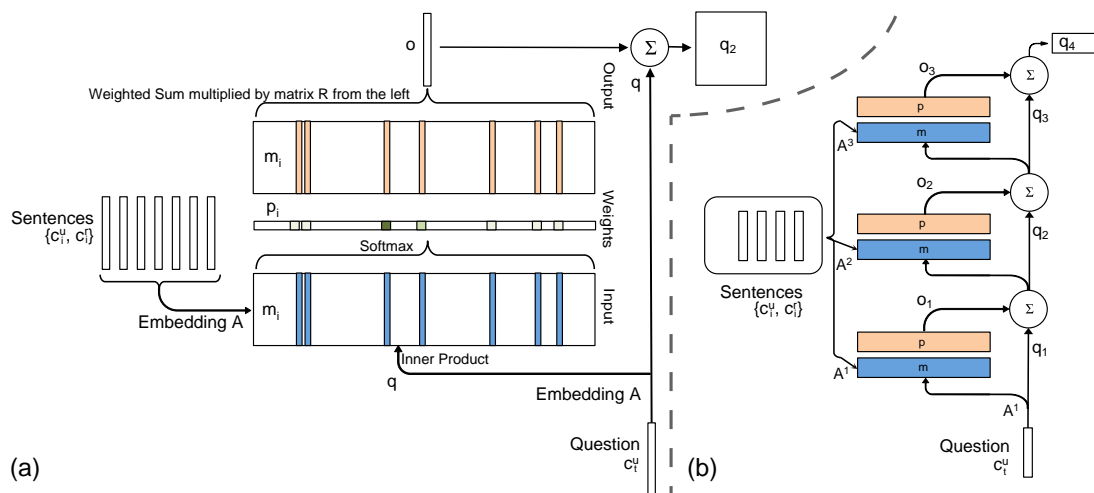 o
Σ
q₂
q
Output
Weighted Sum multiplied by matrix R from the left
mᵢ
Weights
pᵢ
Sentences
{cᵢᵘ, cᵢʳ}
Softmax
mᵢ
Input
Embedding A
Inner Product
q
Embedding A
Question
cₜᵘ
(a)
q₄
Σ
o₃
p
m
A³
q₃
o₂
Σ
p
m
A²
q₂
Sentences
{cᵢᵘ, cᵢʳ}
o₁
Σ
p
m
A¹
q₁
A¹
Question
cₜᵘ
(b)